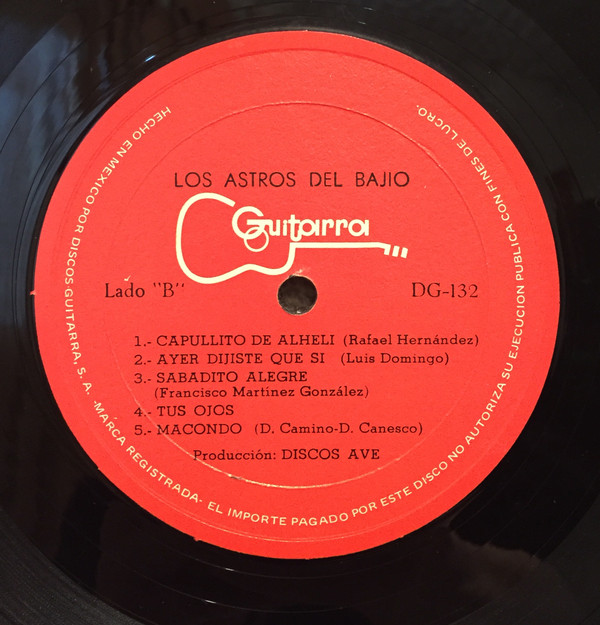 LOS ASTROS DEL BAJIO
Guitarra
Lado "B"
DG-132
1.- CAPULLITO DE ALHELI (Rafael Hernández)
2.- AYER DIJISTE QUE SI (Luis Domingo)
3.- SABADITO ALEGRE
(Francisco Martínez González)
4.- TUS OJOS
5.- MACONDO (D. Camino-D. Canesco)
Producción: DISCOS AVE
HECHO EN MEXICO POR DISCOS GUITARRA, S. A. -MARCA REGISTRADA- EL IMPORTE PAGADO POR ESTE DISCO NO AUTORIZA SU EJECUCION PUBLICA CON FINES DE LUCRO.